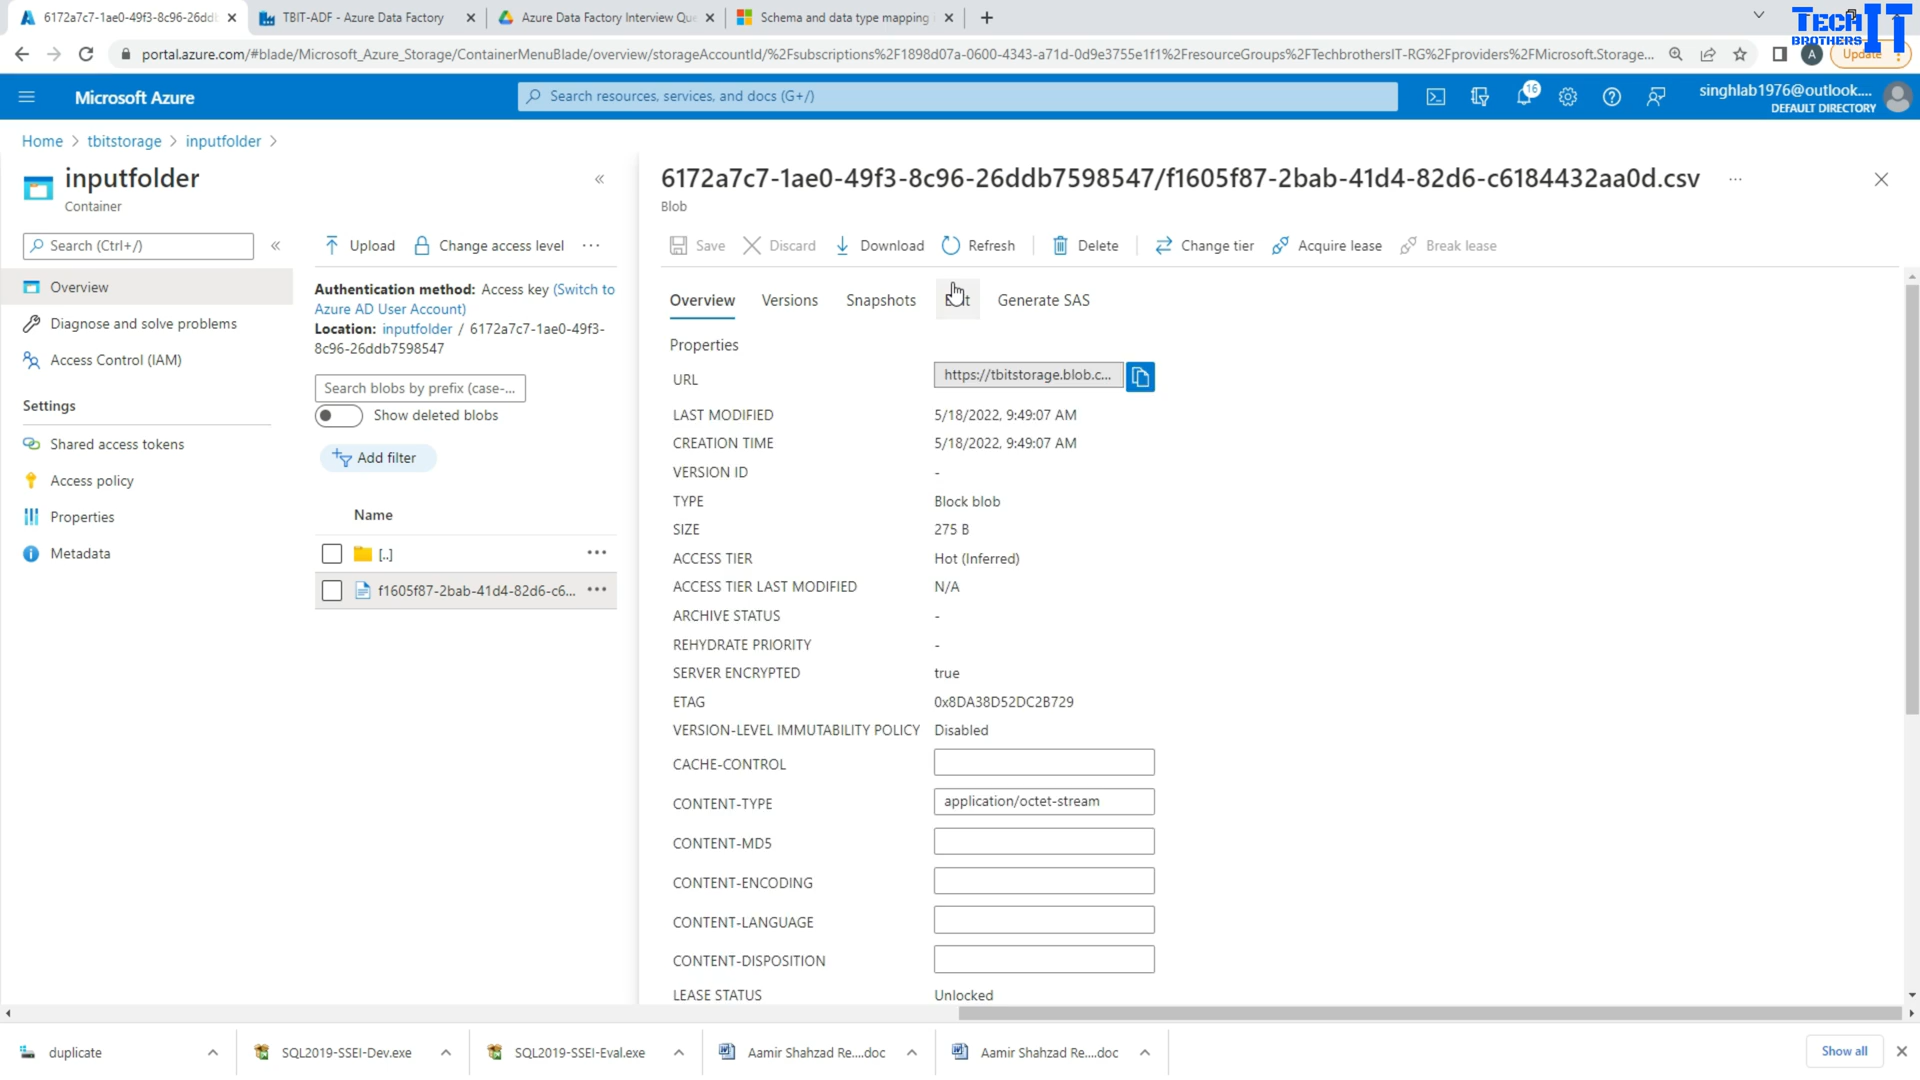 6172a7c7-1ae0-49f3-8c96-26ddb
TBIT-ADF - Azure Data Factory
Azure Data Factory Interview Que
Schema and data type mapping
TECH IT
BROTHERS
portal.azure.com/#blade/Microsoft_Azure_Storage/ContainerMenuBlade/overview/storageAccountId/%2Fsubscriptions%2F1898d07a-0600-4343-a71d-0d9e3755e1f1%2FresourceGroups%2FTechbrothersIT-RG%2Fproviders%2FMicrosoft.Storage...
A
Update
Microsoft Azure
Search resources, services, and docs (G+/)
16
singhlab1976@outlook....
DEFAULT DIRECTORY
Home > tbitstorage > inputfolder >
inputfolder
Container
Search (Ctrl+/)
Overview
Diagnose and solve problems
Access Control (IAM)
Settings
Shared access tokens
Access policy
Properties
Metadata
Upload
Change access level
Authentication method: Access key (Switch to
Azure AD User Account)
Location: inputfolder / 6172a7c7-1ae0-49f3-
8c96-26ddb7598547
Search blobs by prefix (case-...
Show deleted blobs
Add filter
Name
[..]
f1605f87-2bab-41d4-82d6-c6...
6172a7c7-1ae0-49f3-8c96-26ddb7598547/f1605f87-2bab-41d4-82d6-c6184432aa0d.csv
Blob
Save
Discard
Download
Refresh
Delete
Change tier
Acquire lease
Break lease
Overview
Versions
Snapshots
Generate SAS
Properties
URL https://tbitstorage.blob.c...
LAST MODIFIED 5/18/2022, 9:49:07 AM
CREATION TIME 5/18/2022, 9:49:07 AM
VERSION ID -
TYPE Block blob
SIZE 275 B
ACCESS TIER Hot (Inferred)
ACCESS TIER LAST MODIFIED N/A
ARCHIVE STATUS -
REHYDRATE PRIORITY -
SERVER ENCRYPTED true
ETAG 0x8DA38D52DC2B729
VERSION-LEVEL IMMUTABILITY POLICY Disabled
CACHE-CONTROL
CONTENT-TYPE application/octet-stream
CONTENT-MD5
CONTENT-ENCODING
CONTENT-LANGUAGE
CONTENT-DISPOSITION
LEASE STATUS Unlocked
duplicate
SQL2019-SSEI-Dev.exe
SQL2019-SSEI-Eval.exe
Aamir Shahzad Re....doc
Aamir Shahzad Re....doc
Show all